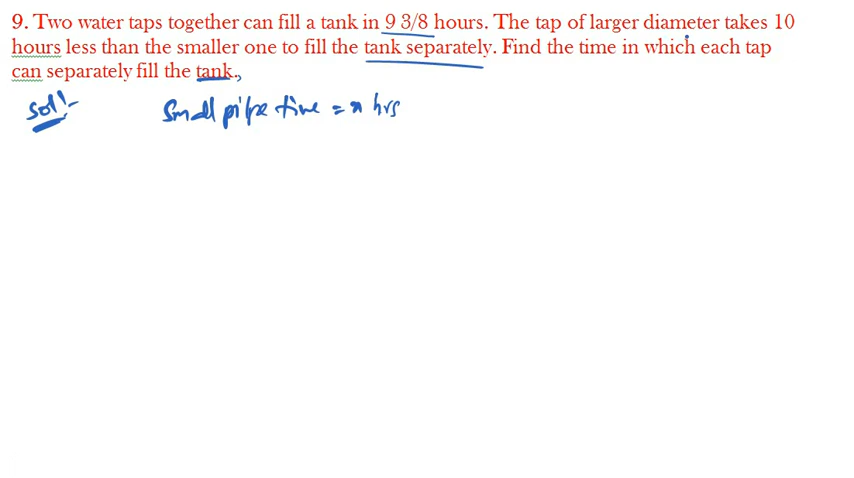 9. Two water taps together can fill a tank in 9 3/8 hours. The tap of larger diameter takes 10
hours less than the smaller one to fill the tank separately. Find the time in which each tap
can separately fill the tank.,
Sol:- Small pipe time = x hrs